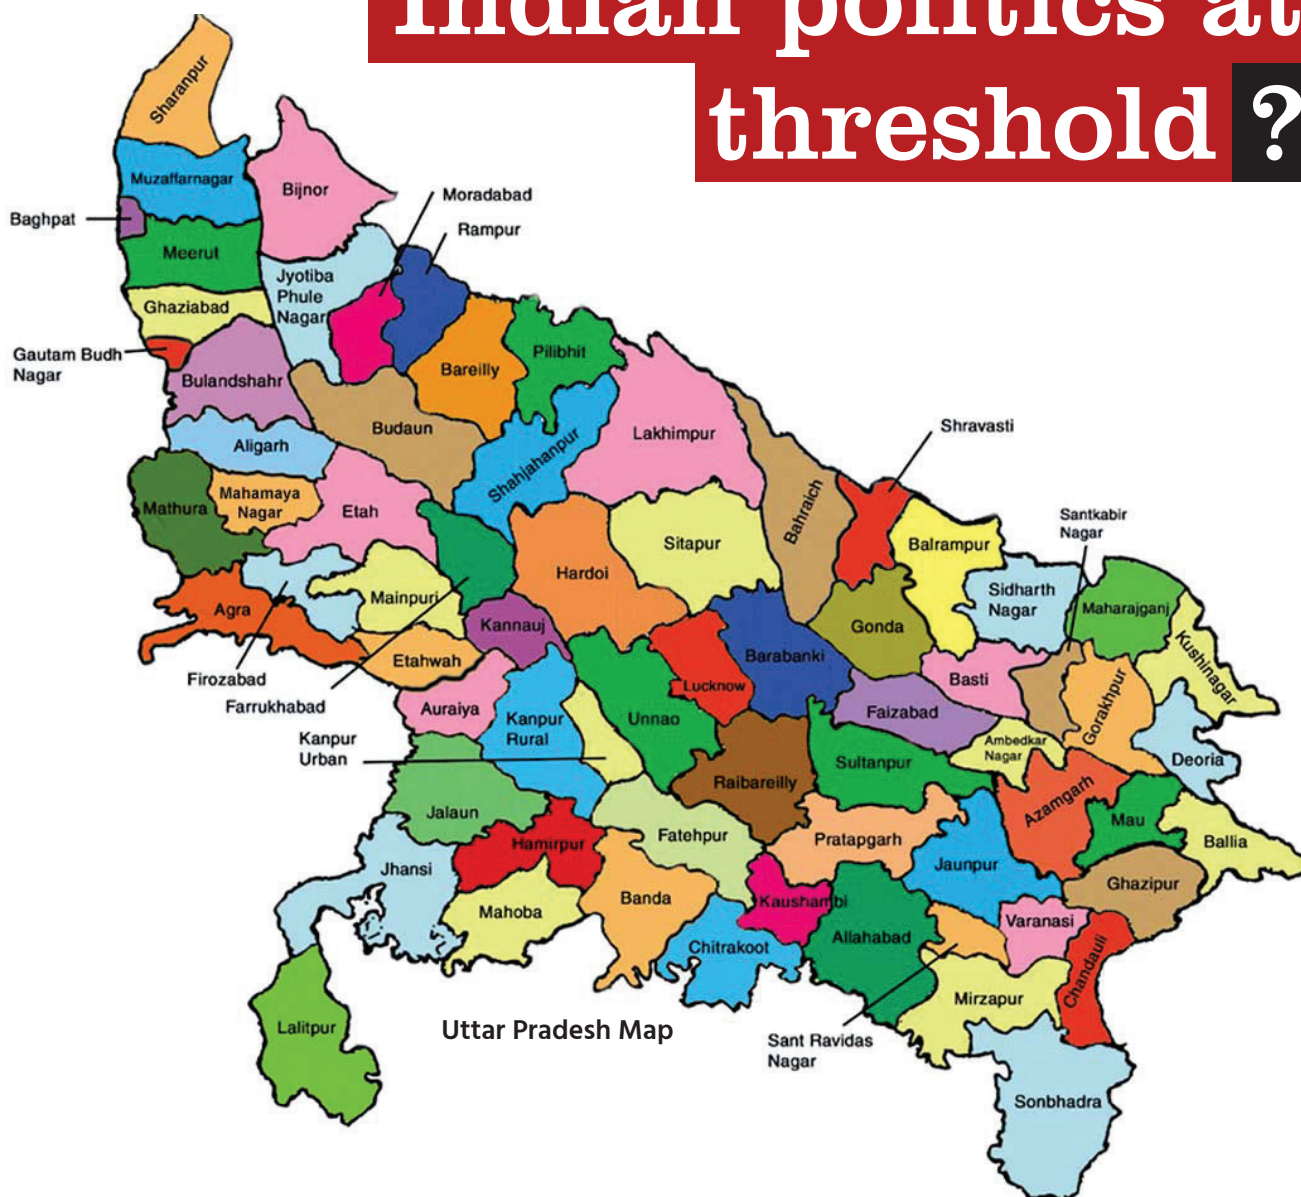 Indian politics at
threshold ?
Sharanpur
Muzaffarnagar
Bijnor
Moradabad
Baghpat
Rampur
Meerut
Jyotiba
Phule
Nagar
Ghaziabad
Gautam Budh
Nagar
Pilibhit
Bareilly
Bulandshahr
Budaun
Lakhimpur
Shravasti
Aligarh
Shahjahanpur
Mathura
Mahamaya
Nagar
Etah
Bahraich
Santkabir
Nagar
Sitapur
Balrampur
Hardoi
Sidharth
Nagar
Maharajganj
Agra
Mainpuri
Kannauj
Gonda
Kushinagar
Etahwah
Barabanki
Firozabad
Lucknow
Basti
Farrukhabad
Auraiya
Kanpur
Rural
Unnao
Faizabad
Gorakhpur
Kanpur
Urban
Ambedkar
Nagar
Deoria
Sultanpur
Raibareilly
Azamgarh
Jalaun
Mau
Fatehpur
Pratapgarh
Ballia
Hamirpur
Jhansi
Jaunpur
Ghazipur
Banda
Kaushambi
Mahoba
Varanasi
Allahabad
Chitrakoot
Chandauli
Mirzapur
Lalitpur
Uttar Pradesh Map
Sant Ravidas
Nagar
Sonbhadra